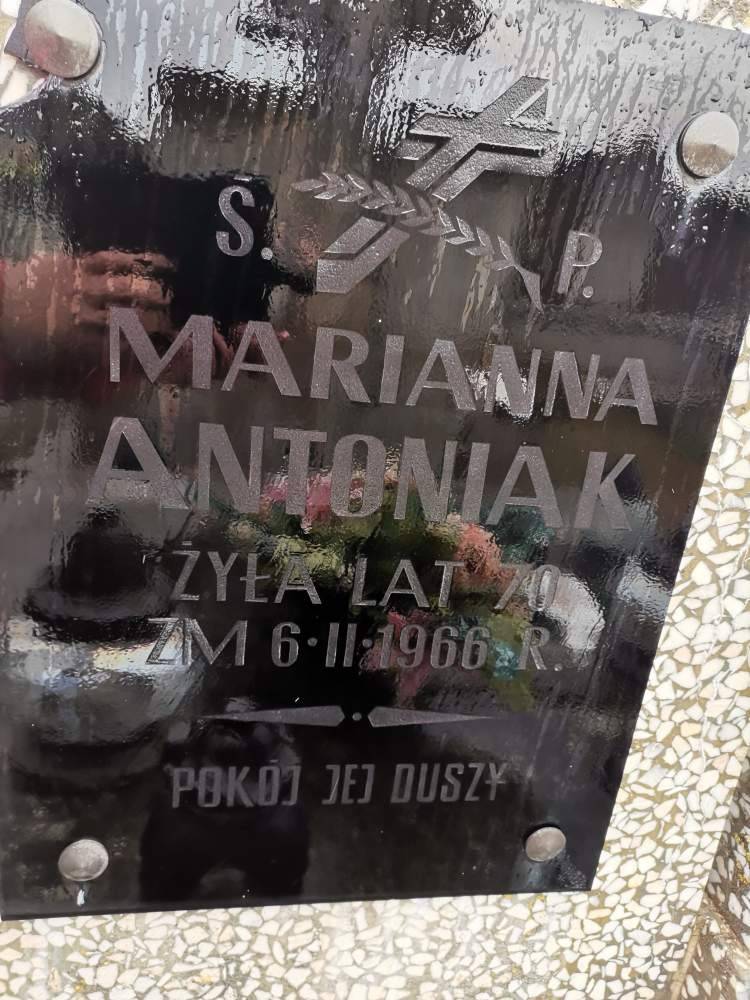 Ś. P.
MARIANNA
ANTONIAK
ŻYŁA LAT 70
ZM 6·II·1966 R.
POKÓJ JEJ DUSZY